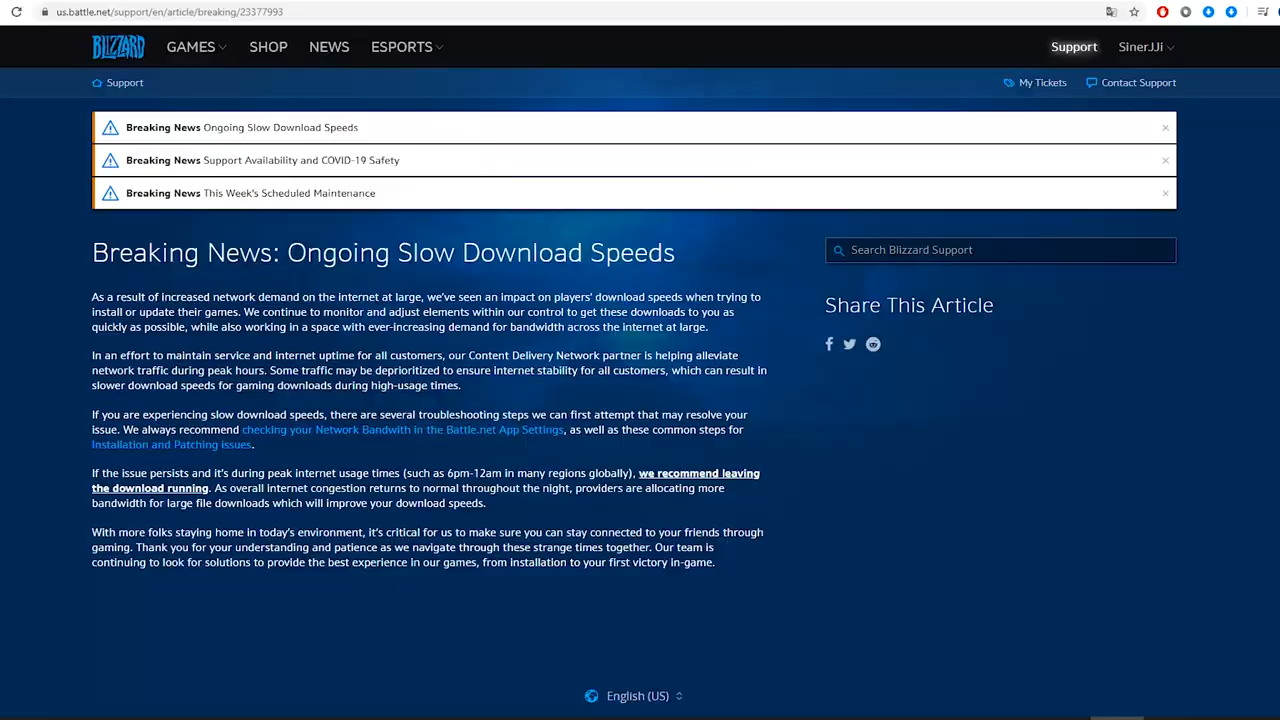 us.battle.net/support/en/article/breaking/23377993
BLIZZARD GAMES SHOP NEWS ESPORTS Support SinerJJi
Support My Tickets Contact Support
Breaking News Ongoing Slow Download Speeds
Breaking News Support Availability and COVID-19 Safety
Breaking News This Week's Scheduled Maintenance
Breaking News: Ongoing Slow Download Speeds
As a result of increased network demand on the internet at large, we've seen an impact on players' download speeds when trying to
install or update their games. We continue to monitor and adjust elements within our control to get these downloads to you as
quickly as possible, while also working in a space with ever-increasing demand for bandwidth across the internet at large.
In an effort to maintain service and internet uptime for all customers, our Content Delivery Network partner is helping alleviate
network traffic during peak hours. Some traffic may be deprioritized to ensure internet stability for all customers, which can result in
slower download speeds for gaming downloads during high-usage times.
If you are experiencing slow download speeds, there are several troubleshooting steps we can first attempt that may resolve your
issue. We always recommend checking your Network Bandwith in the Battle.net App Settings, as well as these common steps for
Installation and Patching issues.
If the issue persists and it's during peak internet usage times (such as 6pm-12am in many regions globally), we recommend leaving
the download running. As overall internet congestion returns to normal throughout the night, providers are allocating more
bandwidth for large file downloads which will improve your download speeds.
With more folks staying home in today's environment, it's critical for us to make sure you can stay connected to your friends through
gaming. Thank you for your understanding and patience as we navigate through these strange times together. Our team is
continuing to look for solutions to provide the best experience in our games, from installation to your first victory in-game.
Search Blizzard Support
Share This Article
English (US)